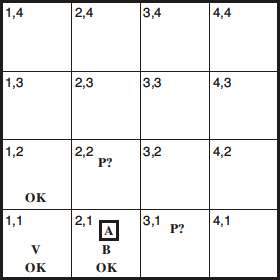 1,4 2,4 3,4 4,4
1,3 2,3 3,3 4,3
1,2 2,2 3,2 4,2
P?
OK
1,1 2,1 3,1 4,1
A P?
V B
OK OK